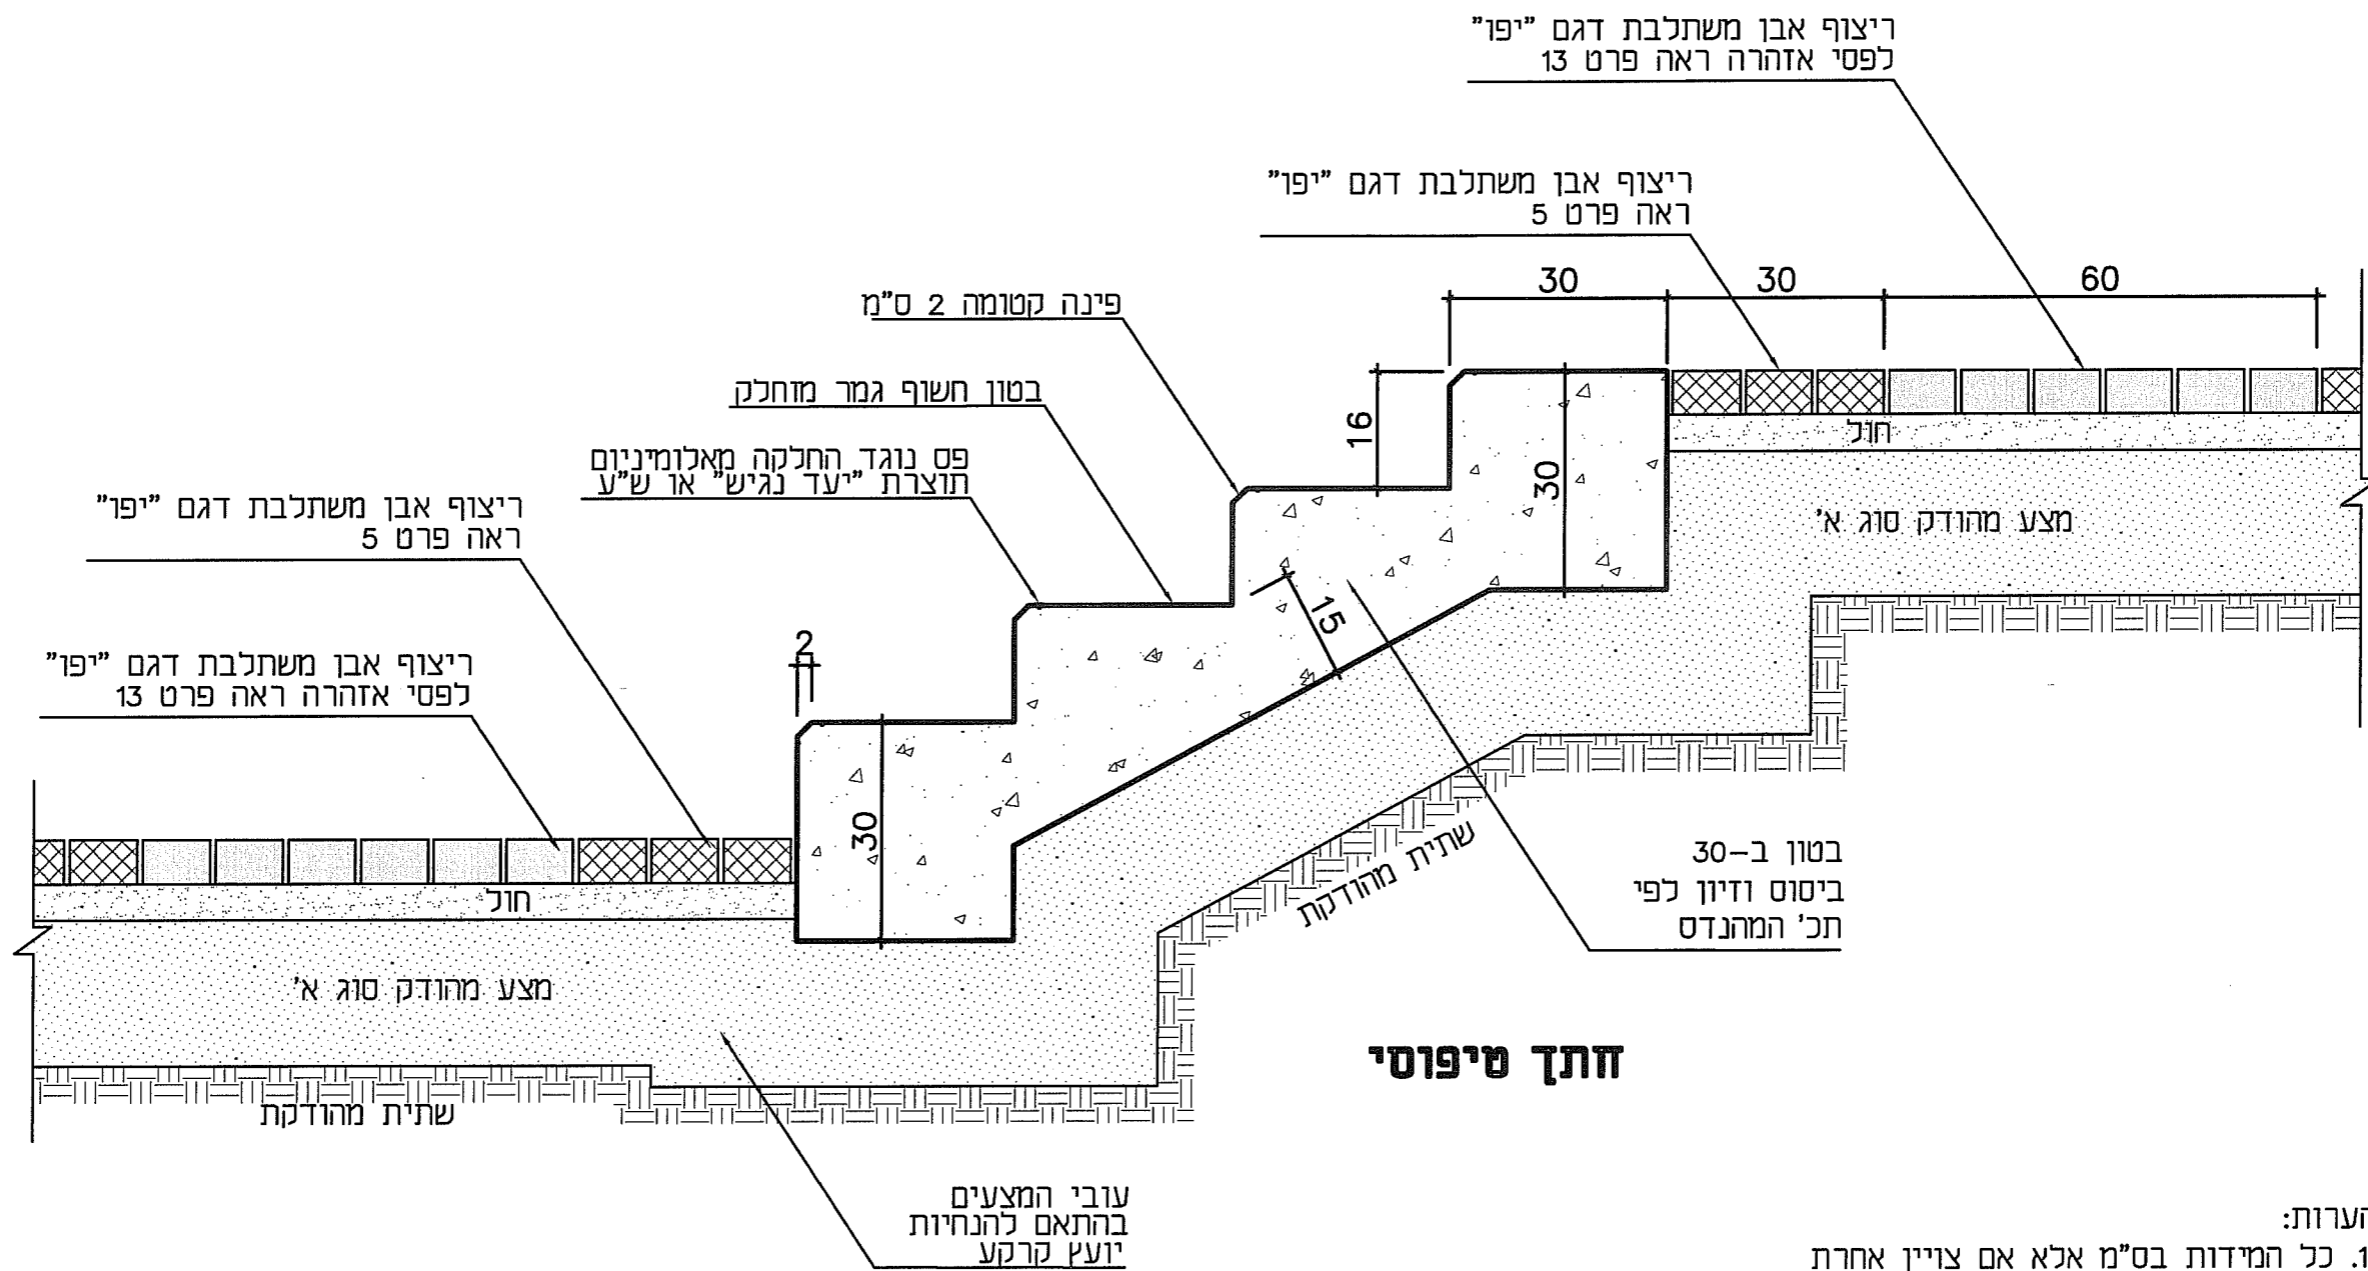 ריצוף אבן משתלבת דגם "יפו"
לפסי אזהרה ראה פרט 13
ריצוף אבן משתלבת דגם "יפו"
ראה פרט 5
30
30
60
פינה קטומה 2 ס"מ
בטון חשוף גמר מוחלק
פס נוגד החלקה מאלומיניום
תוצרת "יעד נגיש" או ש"ע
ריצוף אבן משתלבת דגם "יפו"
ראה פרט 5
ריצוף אבן משתלבת דגם "יפו"
לפסי אזהרה ראה פרט 13
16
30
חול
מצע מהודק סוג א'
15
2
30
חול
מצע מהודק סוג א'
שתית מהודקת
שתית מהודקת
בטון ב-30
ביסוס וזיון לפי
תכ' המהנדס
חתך טיפוסי
עובי המצעים
בהתאם להנחיות
יועץ קרקע
הערות:
1. כל המידות בס"מ אלא אם צויין אחרת